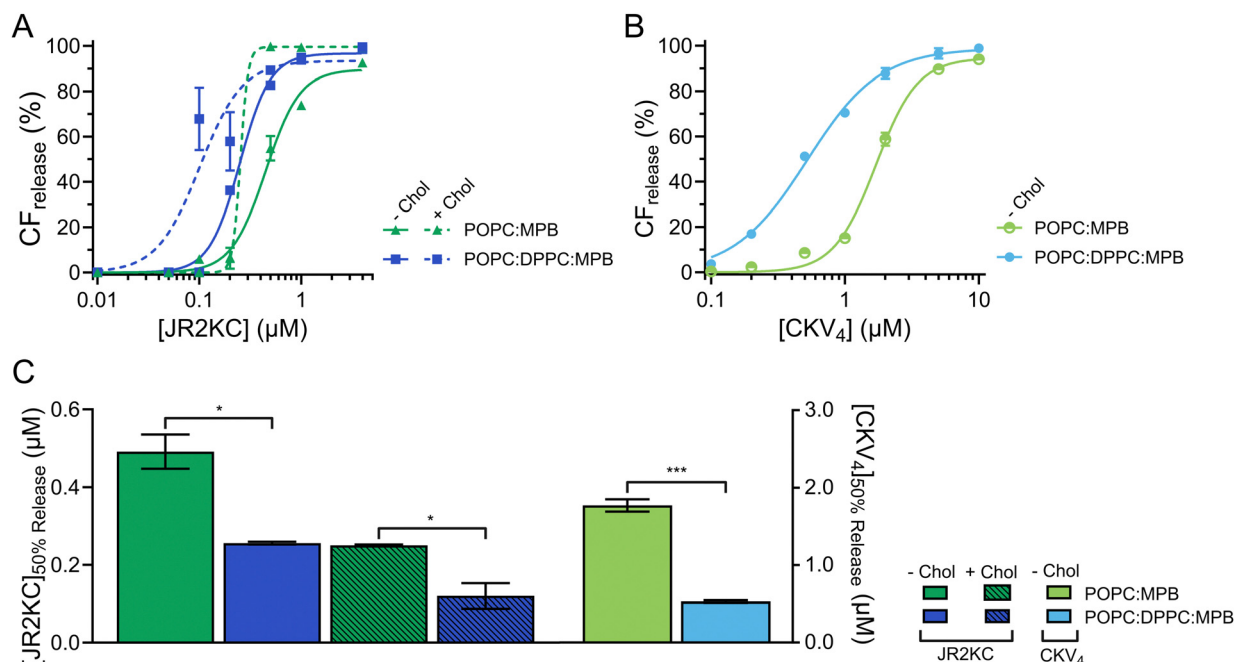 A
100
80
60
40
20
0
CFrelease (%)
0.01
0.1
1
[JR2KC] (µM)
- Chol
+ Chol
POPC:MPB
POPC:DPPC:MPB
B
100
80
60
40
20
0
CFrelease (%)
0.1
1
10
[CKV4] (µM)
- Chol
POPC:MPB
POPC:DPPC:MPB
C
0.6
0.4
0.2
0.0
[JR2KC]50% Release (µM)
*
*
***
3.0
2.0
1.0
0.0
[CKV4]50% Release (µM)
- Chol + Chol - Chol
POPC:MPB
POPC:DPPC:MPB
JR2KC CKV4